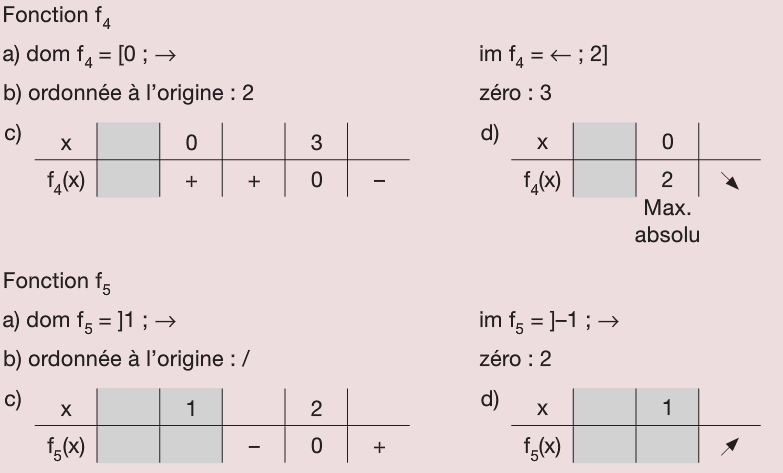 Fonction f₄
a) dom f₄ = [0 ; → im f₄ = ← ; 2]
b) ordonnée à l'origine : 2 zéro : 3
c) x 0 3 d) x 0
f₄(x) + + 0 – f₄(x) 2 ↘
Max.
absolu
Fonction f₅
a) dom f₅ = ]1 ; → im f₅ = ]–1 ; →
b) ordonnée à l'origine : / zéro : 2
c) x 1 2 d) x 1
f₅(x) – 0 + f₅(x) ↗